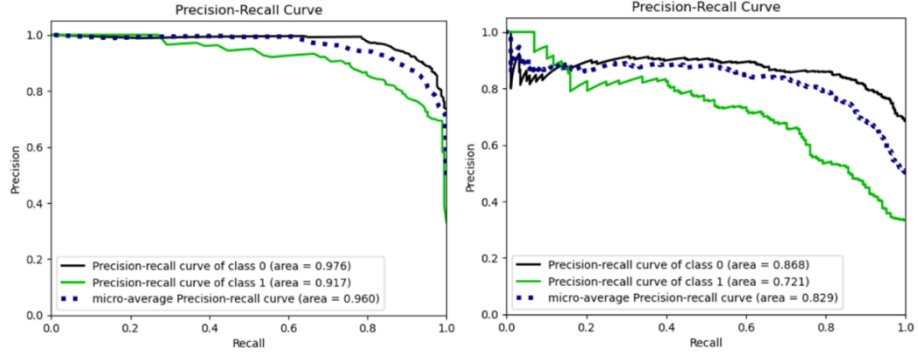 Precision-Recall Curve
1.0
0.8
0.6
0.4
0.2
0.0
Precision
Precision-recall curve of class 0 (area = 0.976)
Precision-recall curve of class 1 (area = 0.917)
micro-average Precision-recall curve (area = 0.960)
0.0 0.2 0.4 0.6 0.8 1.0
Recall
Precision-Recall Curve
1.0
0.8
0.6
0.4
0.2
0.0
Precision
Precision-recall curve of class 0 (area = 0.868)
Precision-recall curve of class 1 (area = 0.721)
micro-average Precision-recall curve (area = 0.829)
0.0 0.2 0.4 0.6 0.8 1.0
Recall